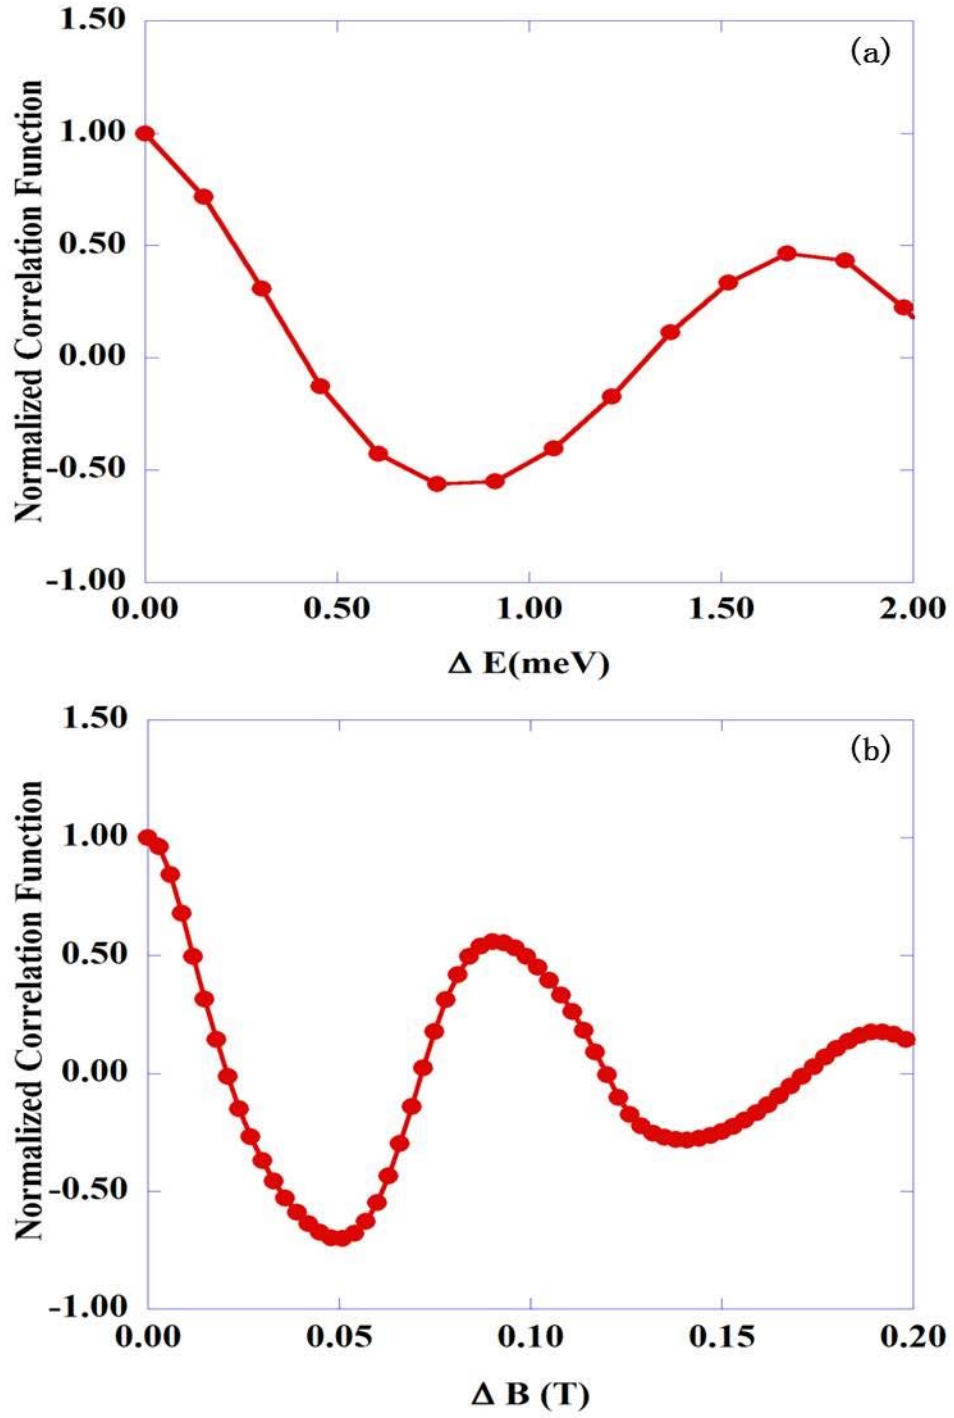 1.50
(a)
1.00
0.50
0.00
-0.50
-1.00
Normalized Correlation Function
0.00 0.50 1.00 1.50 2.00
Δ E(meV)
1.50
(b)
1.00
0.50
0.00
-0.50
-1.00
Normalized Correlation Function
0.00 0.05 0.10 0.15 0.20
Δ B (T)